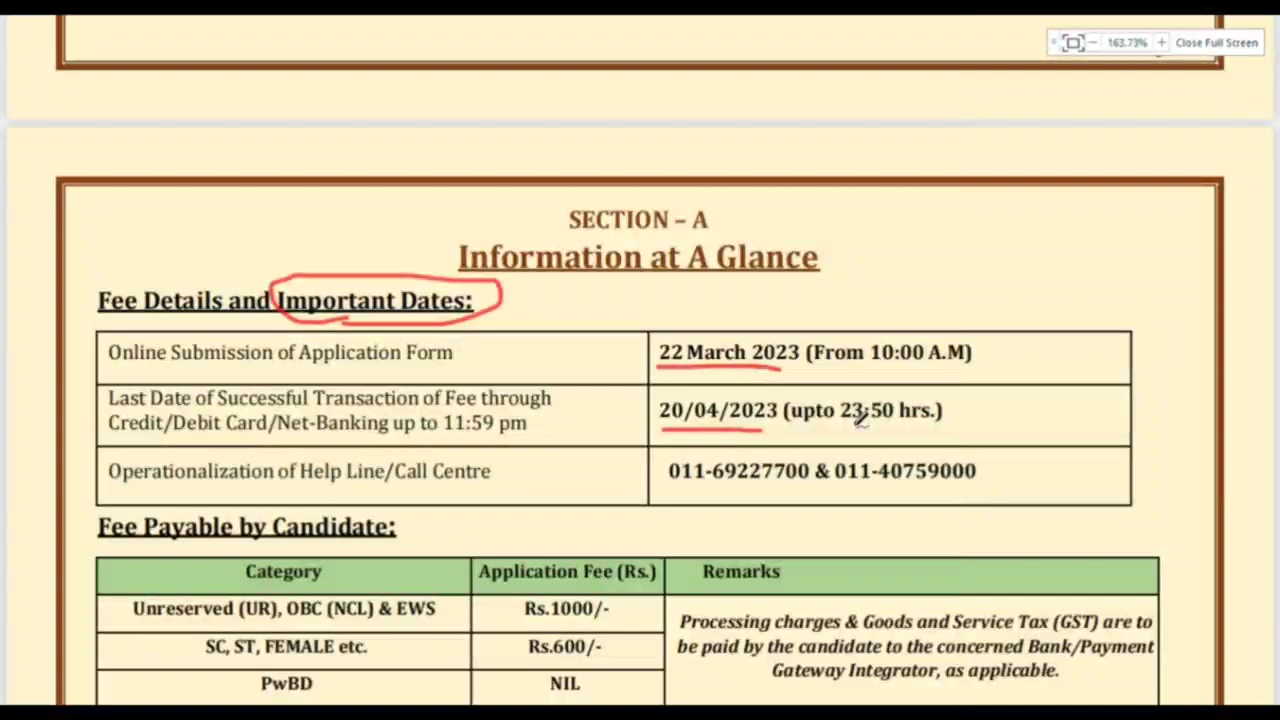 163.73%
Close Full Screen
SECTION – A
Information at A Glance
Fee Details and Important Dates:
Online Submission of Application Form
22 March 2023 (From 10:00 A.M)
Last Date of Successful Transaction of Fee through
Credit/Debit Card/Net-Banking up to 11:59 pm
20/04/2023 (upto 23:50 hrs.)
Operationalization of Help Line/Call Centre
011-69227700 & 011-40759000
Fee Payable by Candidate:
Category
Application Fee (Rs.)
Remarks
Unreserved (UR), OBC (NCL) & EWS
Rs.1000/-
SC, ST, FEMALE etc.
Rs.600/-
PwBD
NIL
Processing charges & Goods and Service Tax (GST) are to
be paid by the candidate to the concerned Bank/Payment
Gateway Integrator, as applicable.